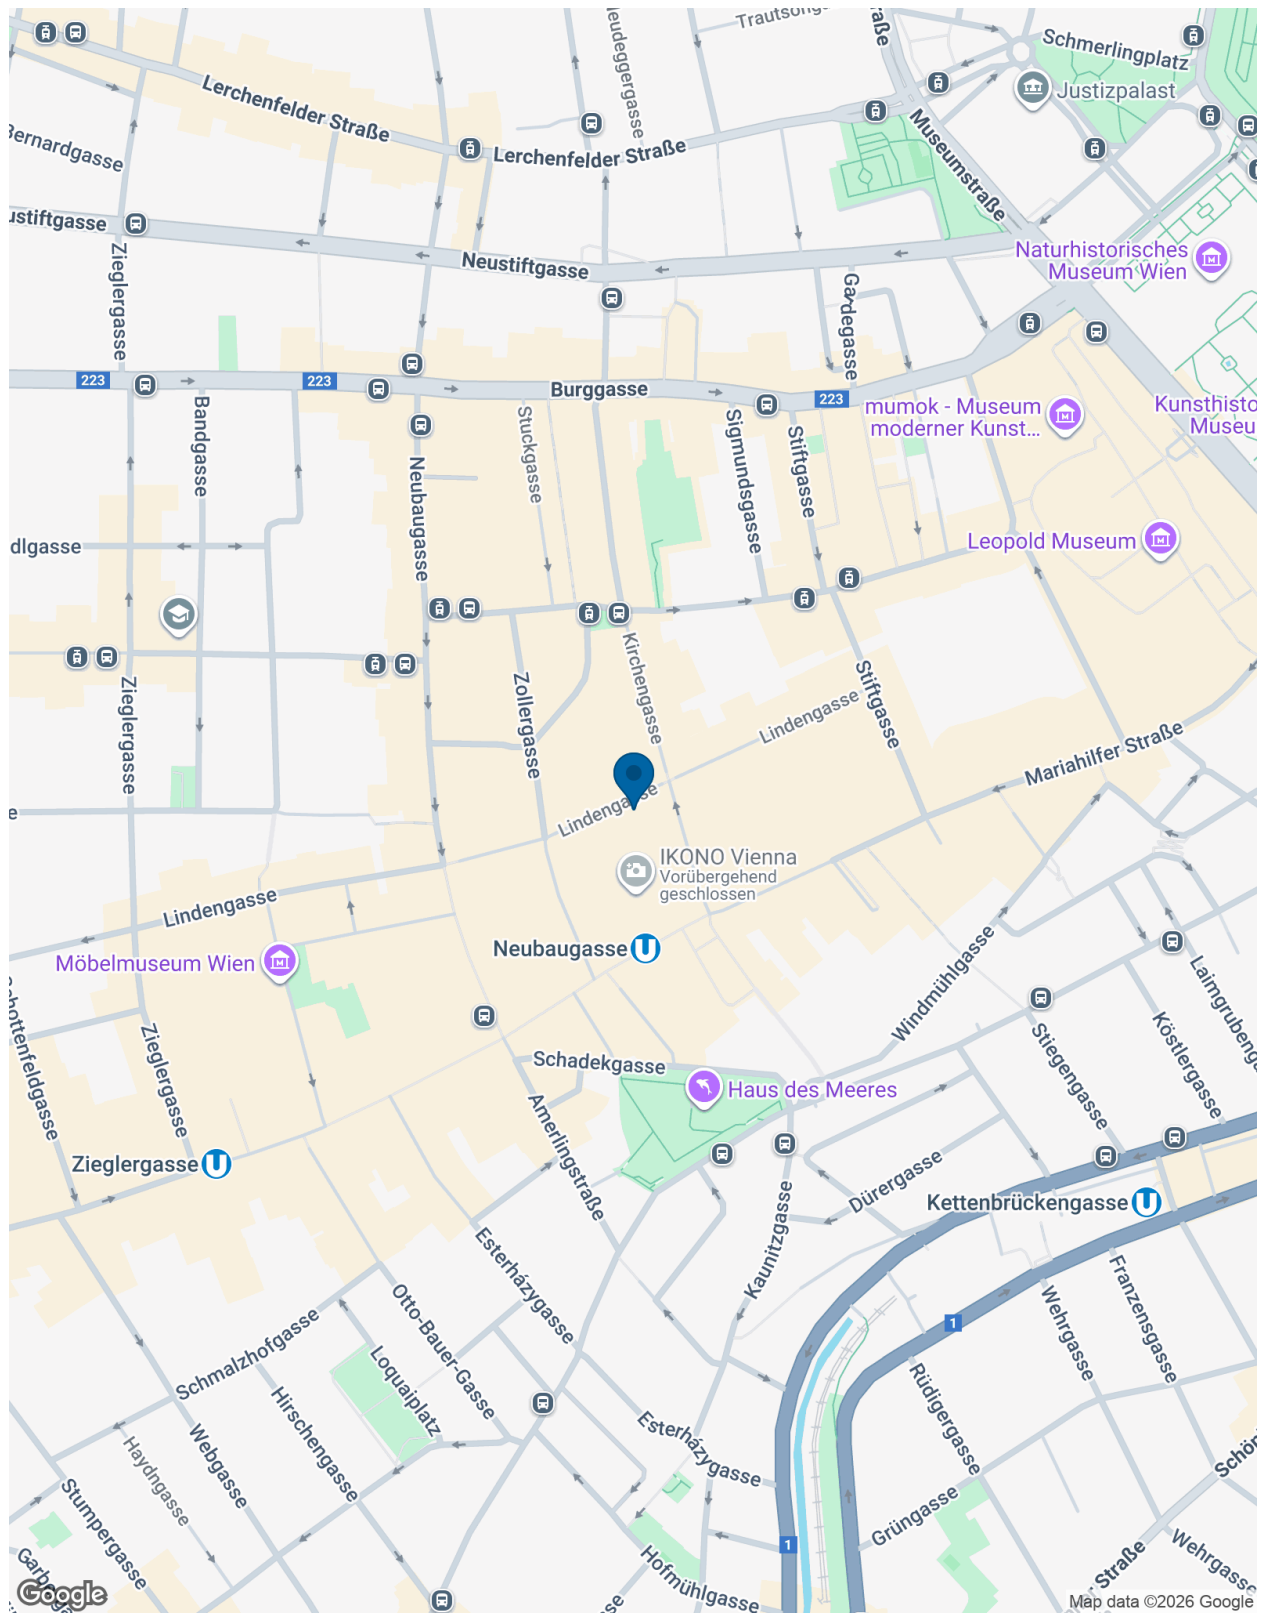 Trautsong
Schmerlingplatz
Justizpalast
Neudeggergasse
Lerchenfelder Straße
Lerchenfelder Straße
Museumstraße
Bernardgasse
ustiftgasse
Neustiftgasse
Naturhistorisches
Museum Wien
Zieglergasse
Gardegasse
223
223
Burggasse
223
mumok - Museum
moderner Kunst...
Kunsthisto
Museu
Bandgasse
Stuckgasse
Sigmundsgasse
Stiftgasse
Neubaugasse
dlgasse
Leopold Museum
Kirchengasse
Zieglergasse
Zollergasse
Stiftgasse
Lindengasse
Mariahilfer Straße
Lindengasse
IKONO Vienna
Vorübergehend
geschlossen
Lindengasse
Neubaugasse
Möbelmuseum Wien
Windmühlgasse
Laimgrubeng
Schottenfeldgasse
Zieglergasse
Schadekgasse
Stiegengasse
Köstlergasse
Haus des Meeres
Amerlingstraße
Zieglergasse
Dürergasse
Kettenbrückengasse
Kaunitzgasse
Esterházygasse
Otto-Bauer-Gasse
Franzensgasse
Wehrgasse
1
Schmalzhofgasse
Loquaiplatz
Rüdigergasse
Hirschengasse
Webgasse
Haydngasse
Esterházygasse
Stumpergasse
Grüngasse
Schön
Wehrgasse
1
Hofmühlgasse
Straße
Google
Map data ©2026 Google